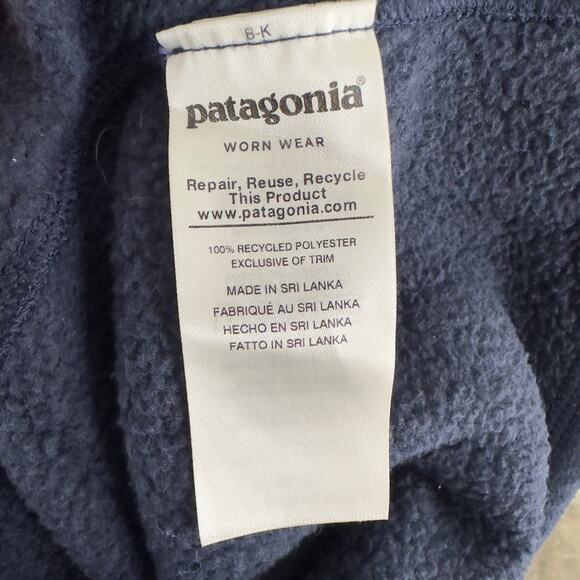 B-K
patagonia®
WORN WEAR
Repair, Reuse, Recycle
This Product
www.patagonia.com
100% RECYCLED POLYESTER
EXCLUSIVE OF TRIM
MADE IN SRI LANKA
FABRIQUÉ AU SRI LANKA
HECHO EN SRI LANKA
FATTO IN SRI LANKA